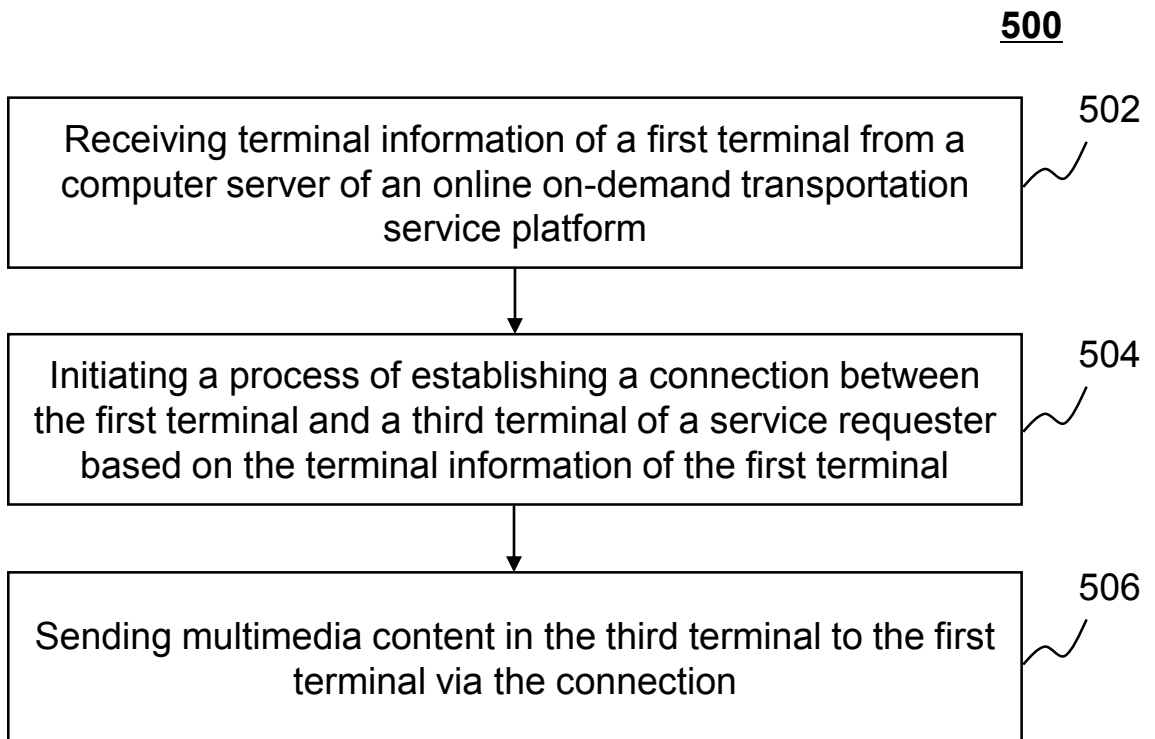 500
502
Receiving terminal information of a first terminal from a
computer server of an online on-demand transportation
service platform
504
Initiating a process of establishing a connection between
the first terminal and a third terminal of a service requester
based on the terminal information of the first terminal
506
Sending multimedia content in the third terminal to the first
terminal via the connection